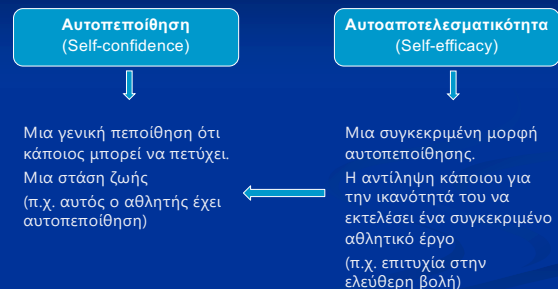 Αυτοπεποίθηση
(Self-confidence)
Μια γενική πεποίθηση ότι
κάποιος μπορεί να πετύχει.
Μια στάση ζωής
(π.χ. αυτός ο αθλητής έχει
αυτοπεποίθηση)
Αυτοαποτελεσματικότητα
(Self-efficacy)
Μια συγκεκριμένη μορφή
αυτοπεποίθησης.
Η αντίληψη κάποιου για
την ικανότητά του να
εκτελέσει ένα συγκεκριμένο
αθλητικό έργο
(π.χ. επιτυχία στην
ελεύθερη βολή)